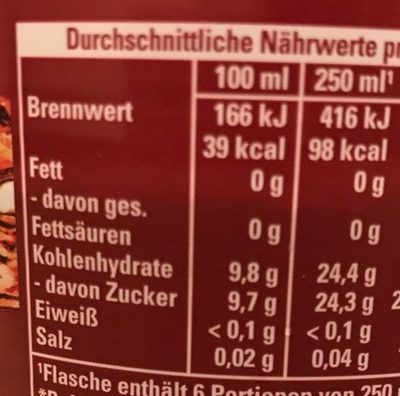 Durchschnittliche Nährwerte
100 ml 250 ml¹
Brennwert 166 kJ 416 kJ
39 kcal 98 kcal
Fett 0 g 0 g
- davon ges.
Fettsäuren 0 g 0 g
Kohlenhydrate 9,8 g 24,4 g
- davon Zucker 9,7 g 24,3 g 2
Eiweiß < 0,1 g < 0,1 g
Salz 0,02 g 0,04 g
¹Flasche enthält 6 Portionen von 250